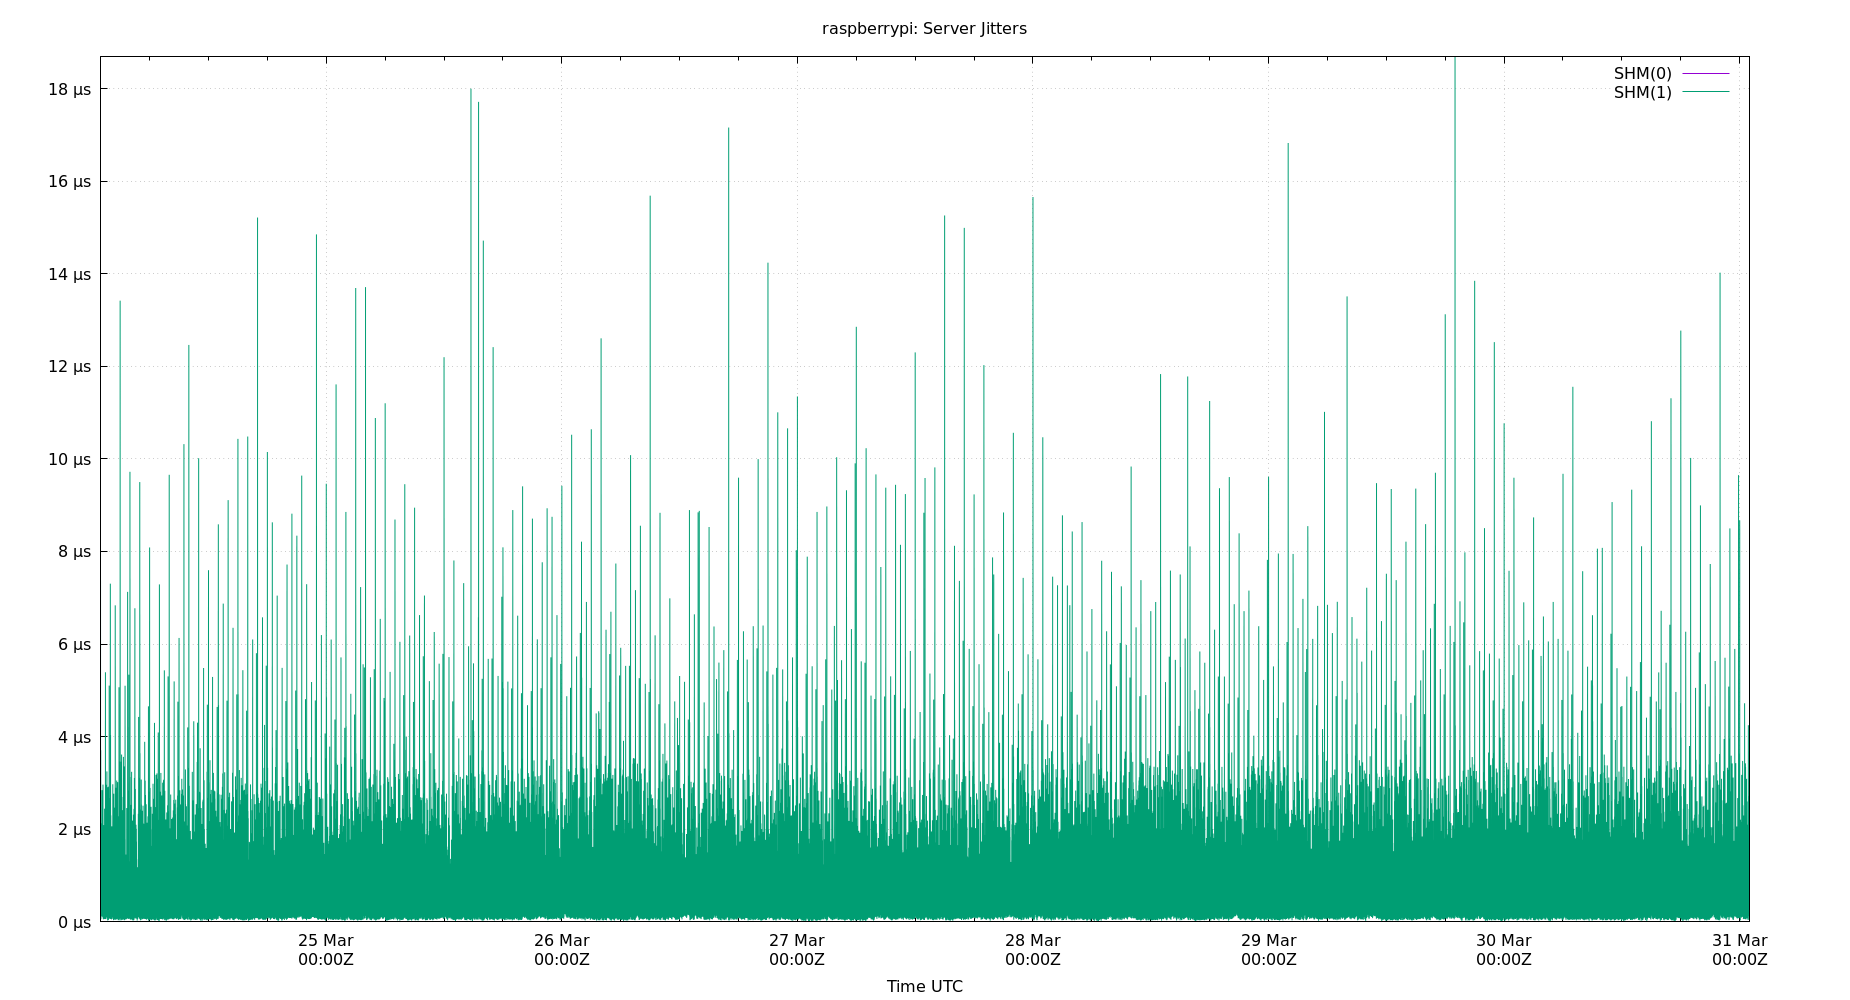 raspberrypi: Server Jitters
SHM(0)
SHM(1)
18 µs
16 µs
14 µs
12 µs
10 µs
8 µs
6 µs
4 µs
2 µs
0 µs
25 Mar
00:00Z
26 Mar
00:00Z
27 Mar
00:00Z
28 Mar
00:00Z
29 Mar
00:00Z
30 Mar
00:00Z
31 Mar
00:00Z
Time UTC